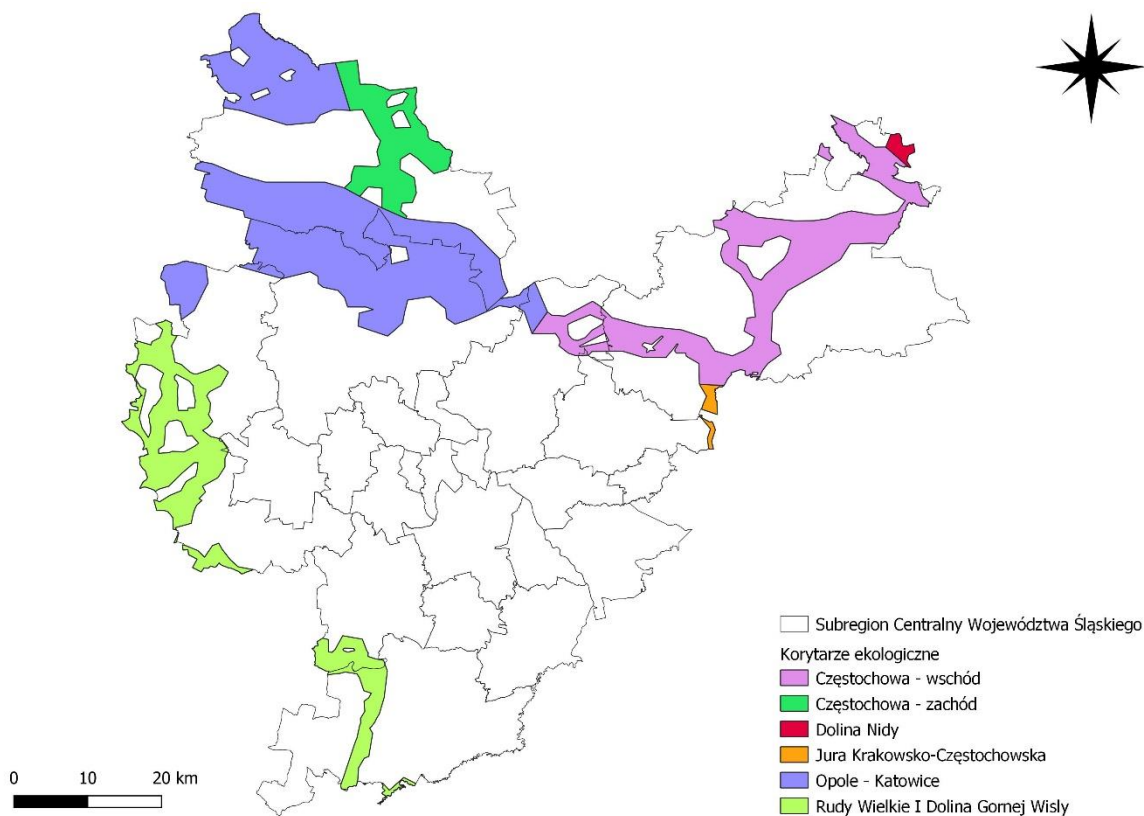 Subregion Centralny Województwa Śląskiego
Korytarze ekologiczne
Częstochowa - wschód
Częstochowa - zachód
Dolina Nidy
Jura Krakowsko-Częstochowska
Opole - Katowice
Rudy Wielkie I Dolina Gornej Wisly
0 10 20 km